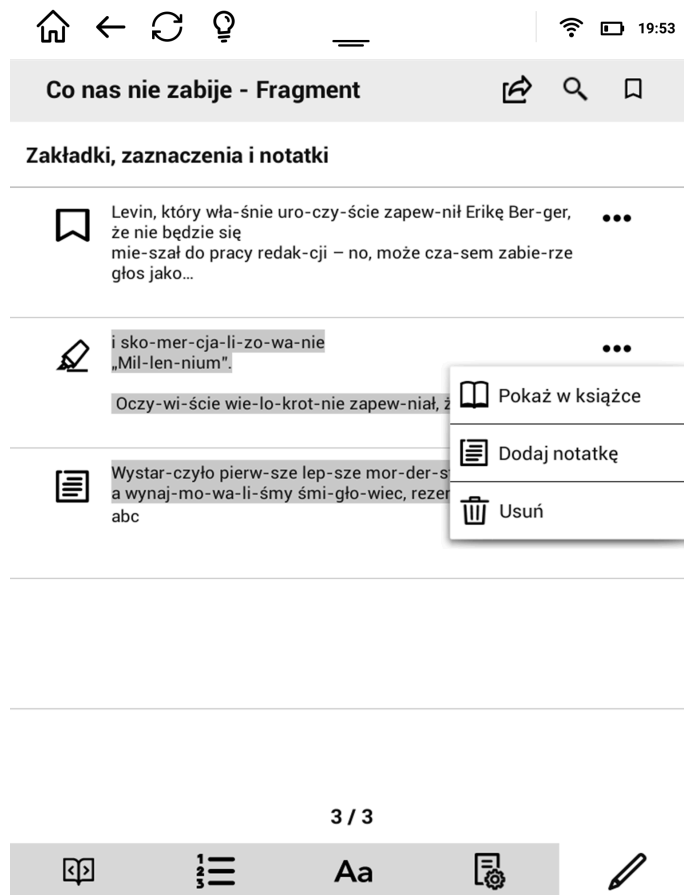 19:53
Co nas nie zabije - Fragment
Zakładki, zaznaczenia i notatki
Levin, który wła-śnie uro-czy-ście zapew-nił Erikę Ber-ger,
że nie będzie się
mie-szał do pracy redak-cji – no, może cza-sem zabie-rze
głos jako...
i sko-mer-cja-li-zo-wa-nie
„Mil-len-nium”.
Oczy-wi-ście wie-lo-krot-nie zapew-niał,
Pokaż w książce
Dodaj notatkę
Usuń
Wystar-czyło pierw-sze lep-sze
a wynaj-mo-wa-li-śmy śmi-gło-wiec,
abc
3 / 3
1
2
3
Aa